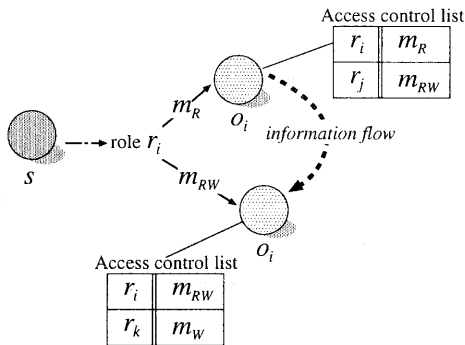 Access control list
r_i m_R
r_j m_RW
m_R
o_i
information flow
role r_i
s
m_RW
o_i
Access control list
r_i m_RW
r_k m_W